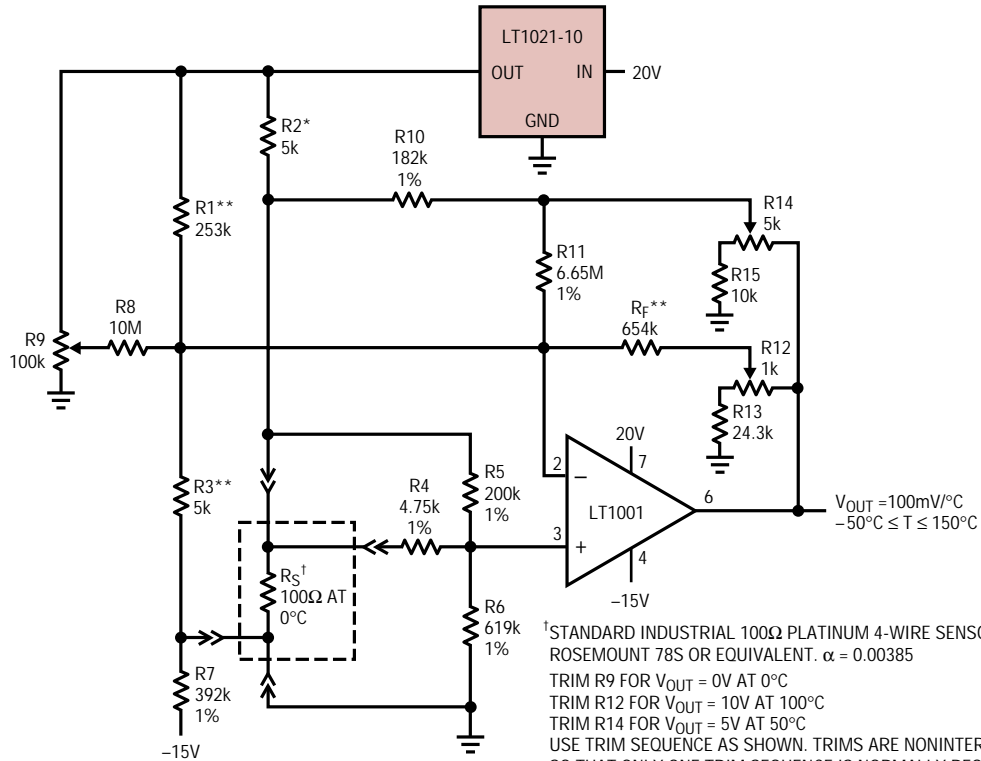 LT1021-10
OUT
IN
20V
GND
R2*
5k
R10
182k
1%
R1**
253k
R14
5k
R11
6.65M
1%
R15
10k
R8
10M
RF**
654k
R9
100k
R12
1k
R13
24.3k
R3**
5k
R4
4.75k
1%
R5
200k
1%
20V
2
7
–
LT1001
6
3
+
4
–15V
VOUT =100mV/°C
–50°C ≤ T ≤ 150°C
RS†
100Ω AT
0°C
R6
619k
1%
R7
392k
1%
–15V
†STANDARD INDUSTRIAL 100Ω PLATINUM 4-WIRE
ROSEMOUNT 78S OR EQUIVALENT. α = 0.00385
TRIM R9 FOR VOUT = 0V AT 0°C
TRIM R12 FOR VOUT = 10V AT 100°C
TRIM R14 FOR VOUT = 5V AT 50°C
USE TRIM SEQUENCE AS SHOWN. TRIMS ARE